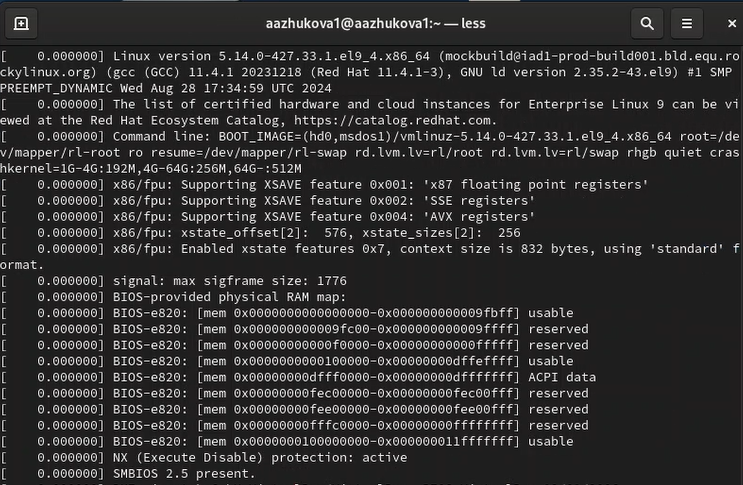 aazhukova1@aazhukova1:~ — less
[    0.000000] Linux version 5.14.0-427.33.1.el9_4.x86_64 (mockbuild@iad1-prod-build001.bld.equ.ro
ckylinux.org) (gcc (GCC) 11.4.1 20231218 (Red Hat 11.4.1-3), GNU ld version 2.35.2-43.el9) #1 SMP
PREEMPT_DYNAMIC Wed Aug 28 17:34:59 UTC 2024
[    0.000000] The list of certified hardware and cloud instances for Enterprise Linux 9 can be vi
ewed at the Red Hat Ecosystem Catalog, https://catalog.redhat.com.
[    0.000000] Command line: BOOT_IMAGE=(hd0,msdos1)/vmlinuz-5.14.0-427.33.1.el9_4.x86_64 root=/de
v/mapper/rl-root ro resume=/dev/mapper/rl-swap rd.lvm.lv=rl/root rd.lvm.lv=rl/swap rhgb quiet cras
hkernel=1G-4G:192M,4G-64G:256M,64G-:512M
[    0.000000] x86/fpu: Supporting XSAVE feature 0x001: 'x87 floating point registers'
[    0.000000] x86/fpu: Supporting XSAVE feature 0x002: 'SSE registers'
[    0.000000] x86/fpu: Supporting XSAVE feature 0x004: 'AVX registers'
[    0.000000] x86/fpu: xstate_offset[2]:  576, xstate_sizes[2]:  256
[    0.000000] x86/fpu: Enabled xstate features 0x7, context size is 832 bytes, using 'standard' f
ormat.
[    0.000000] signal: max sigframe size: 1776
[    0.000000] BIOS-provided physical RAM map:
[    0.000000] BIOS-e820: [mem 0x0000000000000000-0x000000000009fbff] usable
[    0.000000] BIOS-e820: [mem 0x000000000009fc00-0x000000000009ffff] reserved
[    0.000000] BIOS-e820: [mem 0x00000000000f0000-0x00000000000fffff] reserved
[    0.000000] BIOS-e820: [mem 0x0000000000100000-0x00000000dffeffff] usable
[    0.000000] BIOS-e820: [mem 0x00000000dfff0000-0x00000000dfffffff] ACPI data
[    0.000000] BIOS-e820: [mem 0x00000000fec00000-0x00000000fec00fff] reserved
[    0.000000] BIOS-e820: [mem 0x00000000fee00000-0x00000000fee00fff] reserved
[    0.000000] BIOS-e820: [mem 0x00000000fffc0000-0x00000000ffffffff] reserved
[    0.000000] BIOS-e820: [mem 0x0000000100000000-0x000000011fffffff] usable
[    0.000000] NX (Execute Disable) protection: active
[    0.000000] SMBIOS 2.5 present.